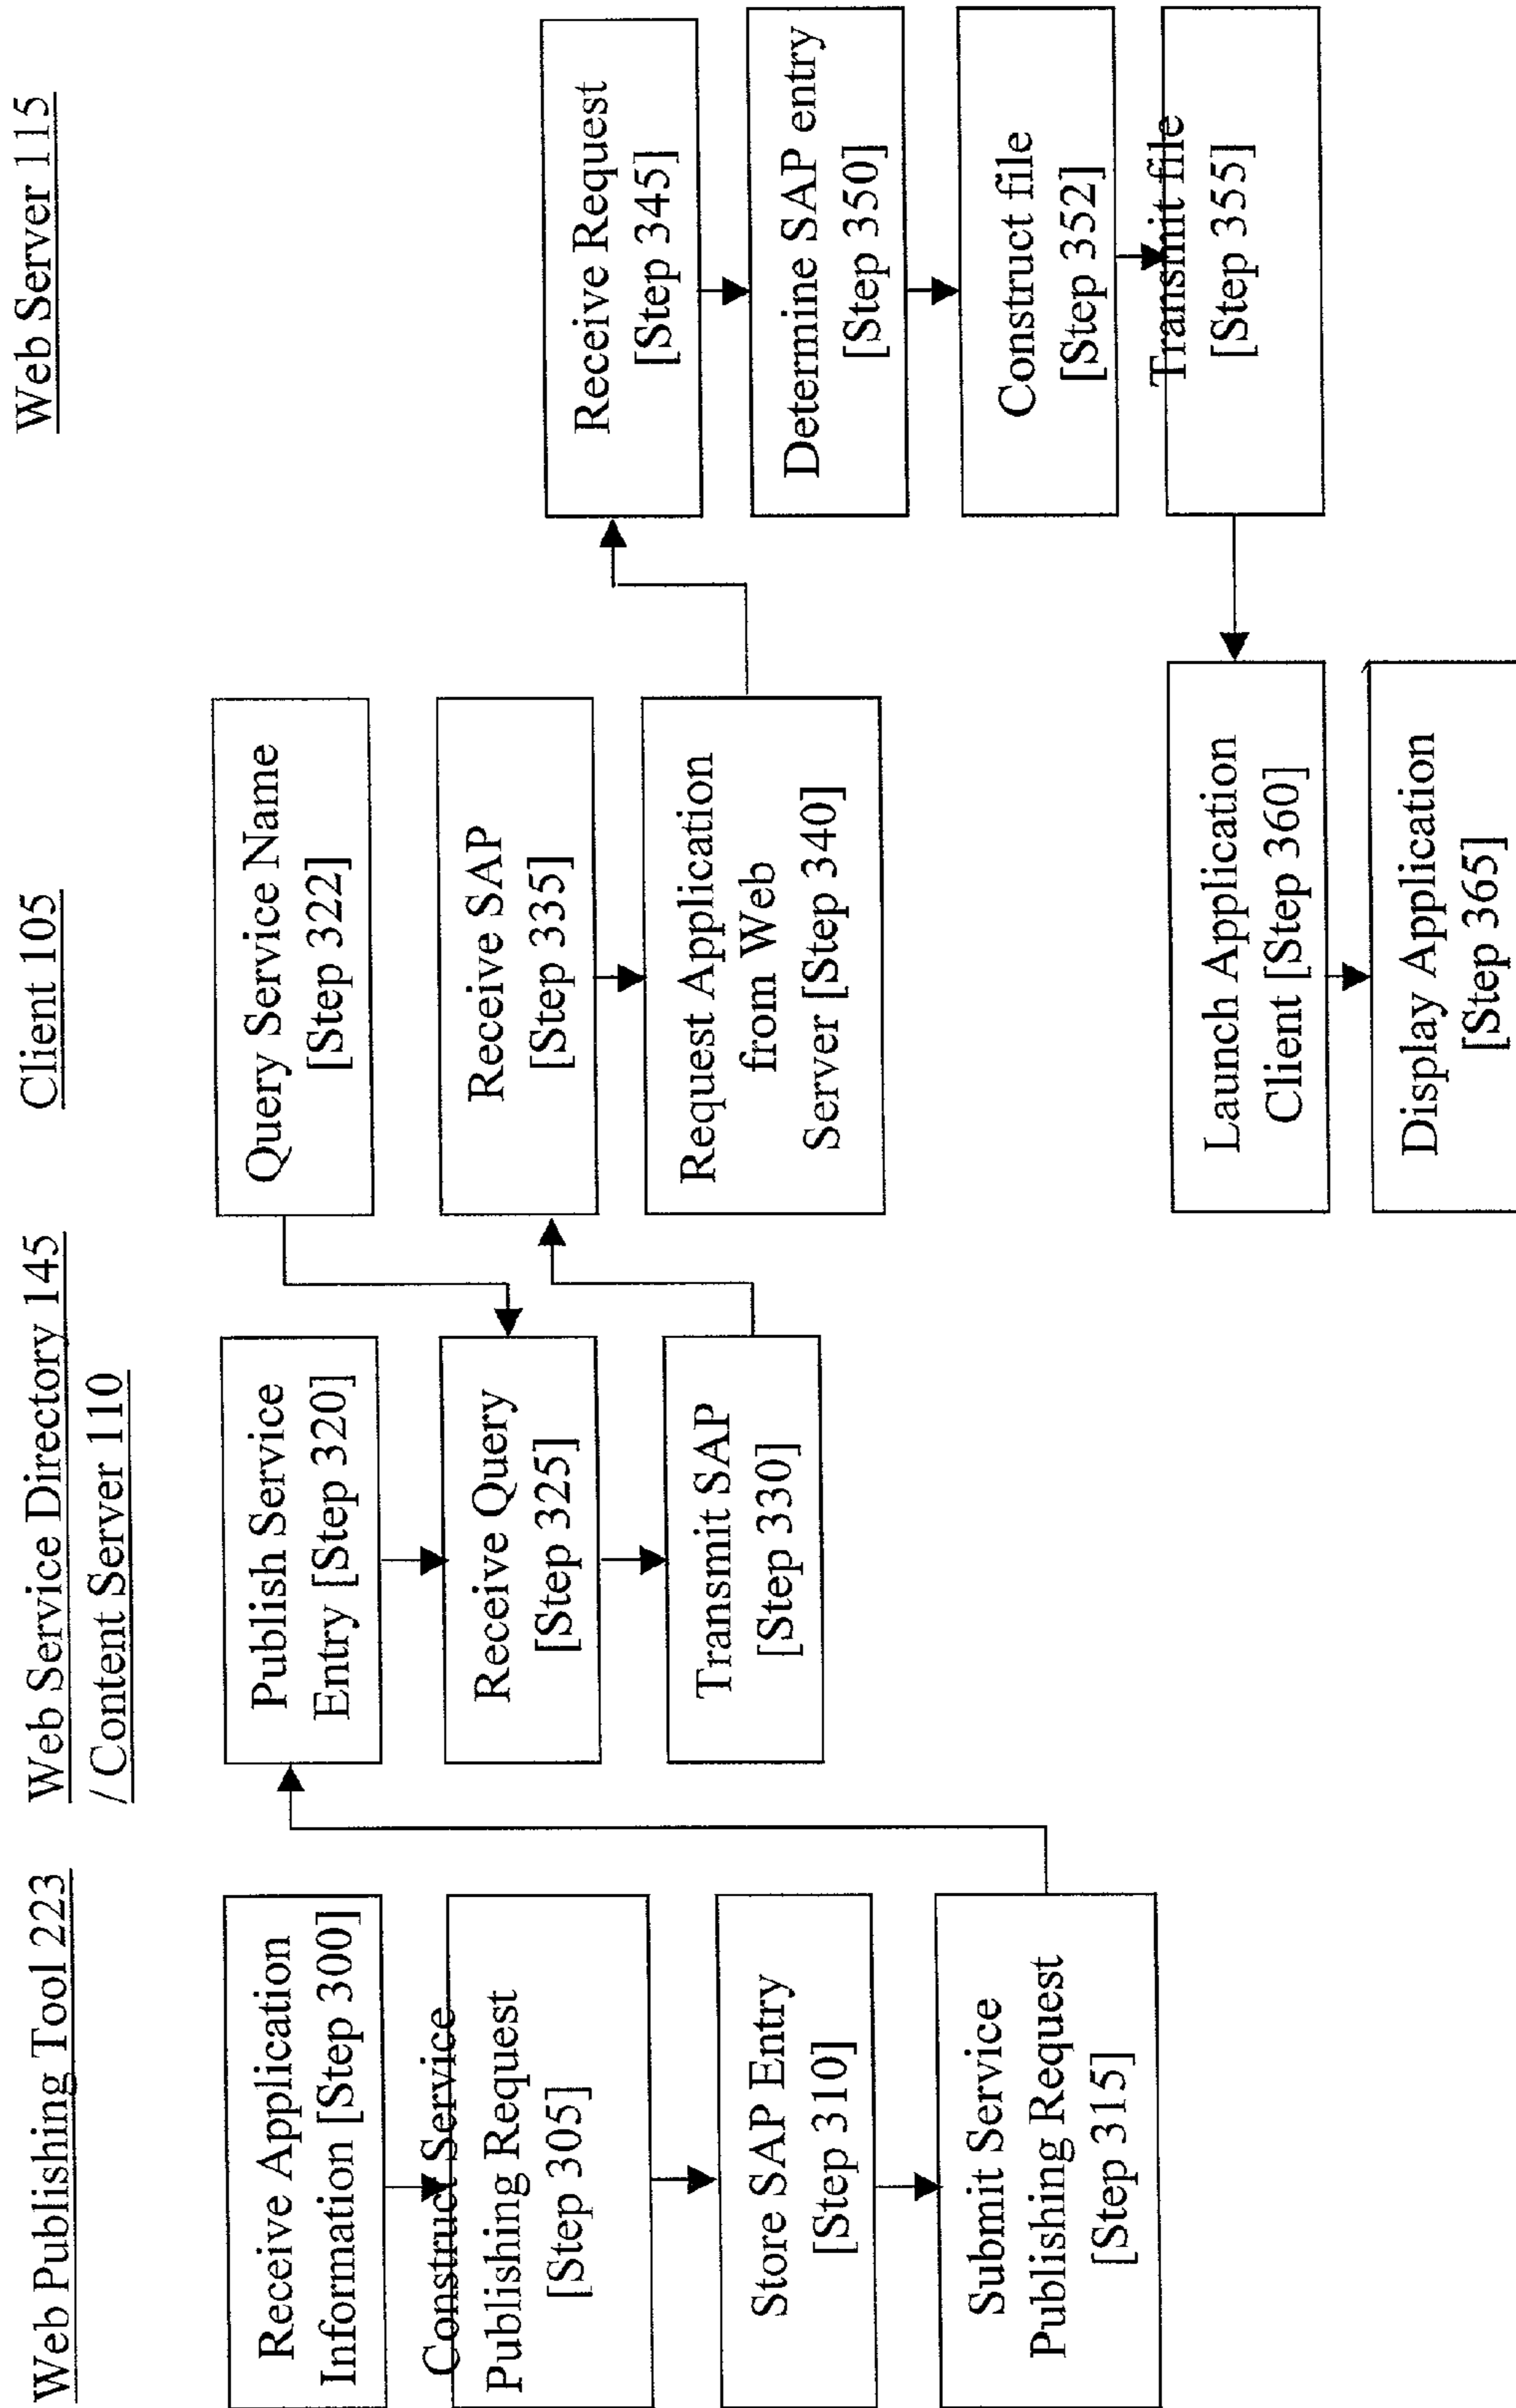 Web Publishing Tool 223
Receive Application
Information [Step 300]
Construct Service
Publishing Request
[Step 305]
Store SAP Entry
[Step 310]
Submit Service
Publishing Request
[Step 315]
Web Service Directory 145
/ Content Server 110
Publish Service
Entry [Step 320]
Receive Query
[Step 325]
Transmit SAP
[Step 330]
Client 105
Query Service Name
[Step 322]
Receive SAP
[Step 335]
Request Application
from Web
Server [Step 340]
Launch Application
Client [Step 360]
Display Application
[Step 365]
Web Server 115
Receive Request
[Step 345]
Determine SAP entry
[Step 350]
Construct file
[Step 352]
Transmit file
[Step 355]